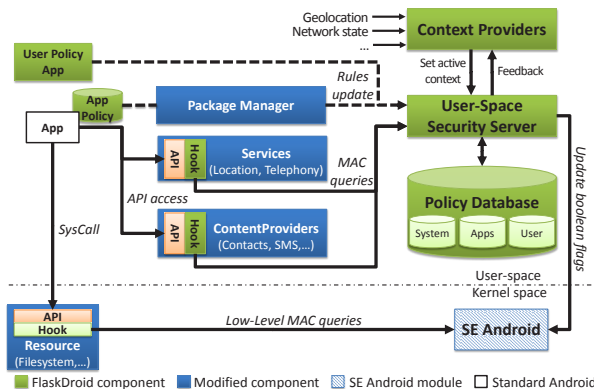 Geolocation
Network state
...
Context Providers
User Policy
App
Set active
context
Feedback
Rules
update
App
Policy
Package Manager
User-Space
Security Server
App
API
Hook
Services
(Location, Telephony)
MAC
queries
API access
Update boolean
flags
SysCall
API
Hook
ContentProviders
(Contacts, SMS,...)
Policy Database
System
Apps
User
User-space
Kernel space
API
Hook
Resource
(Filesystem,...)
Low-Level MAC queries
SE Android
FlaskDroid component
Modified component
SE Android module
Standard Android